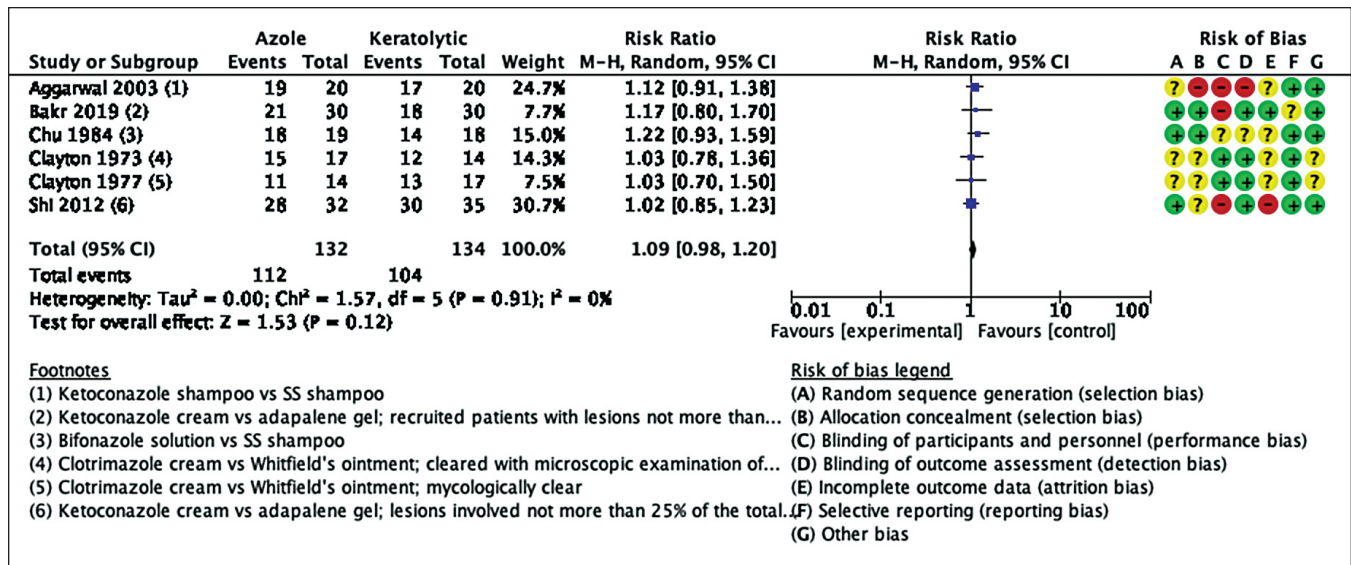 Azole Keratolytic Risk Ratio Risk Ratio Risk of Bias
Study or Subgroup Events Total Events Total Weight M-H, Random, 95% CI M-H, Random, 95% CI A B C D E F G
Aggarwal 2003 (1) 19 20 17 20 24.7% 1.12 [0.91, 1.38] ? - - - ? + +
Bakr 2019 (2) 21 30 18 30 7.7% 1.17 [0.80, 1.70] + + - + + ? +
Chu 1984 (3) 18 19 14 18 15.0% 1.22 [0.93, 1.59] + + ? ? ? + +
Clayton 1973 (4) 15 17 12 14 14.3% 1.03 [0.78, 1.36] ? ? + + ? + ?
Clayton 1977 (5) 11 14 13 17 7.5% 1.03 [0.70, 1.50] ? ? + + ? + ?
Shi 2012 (6) 28 32 30 35 30.7% 1.02 [0.85, 1.23] + ? - + - + +
Total (95% CI) 132 134 100.0% 1.09 [0.98, 1.20]
Total events 112 104
Heterogeneity: Tau² = 0.00; Chi² = 1.57, df = 5 (P = 0.91); I² = 0%
Test for overall effect: Z = 1.53 (P = 0.12)
0.01 0.1 1 10 100
Favours [experimental] Favours [control]
Footnotes
(1) Ketoconazole shampoo vs SS shampoo
(2) Ketoconazole cream vs adapalene gel; recruited patients with lesions not more than...
(3) Bifonazole solution vs SS shampoo
(4) Clotrimazole cream vs Whitfield's ointment; cleared with microscopic examination of...
(5) Clotrimazole cream vs Whitfield's ointment; mycologically clear
(6) Ketoconazole cream vs adapalene gel; lesions involved not more than 25% of the total...
Risk of bias legend
(A) Random sequence generation (selection bias)
(B) Allocation concealment (selection bias)
(C) Blinding of participants and personnel (performance bias)
(D) Blinding of outcome assessment (detection bias)
(E) Incomplete outcome data (attrition bias)
(F) Selective reporting (reporting bias)
(G) Other bias